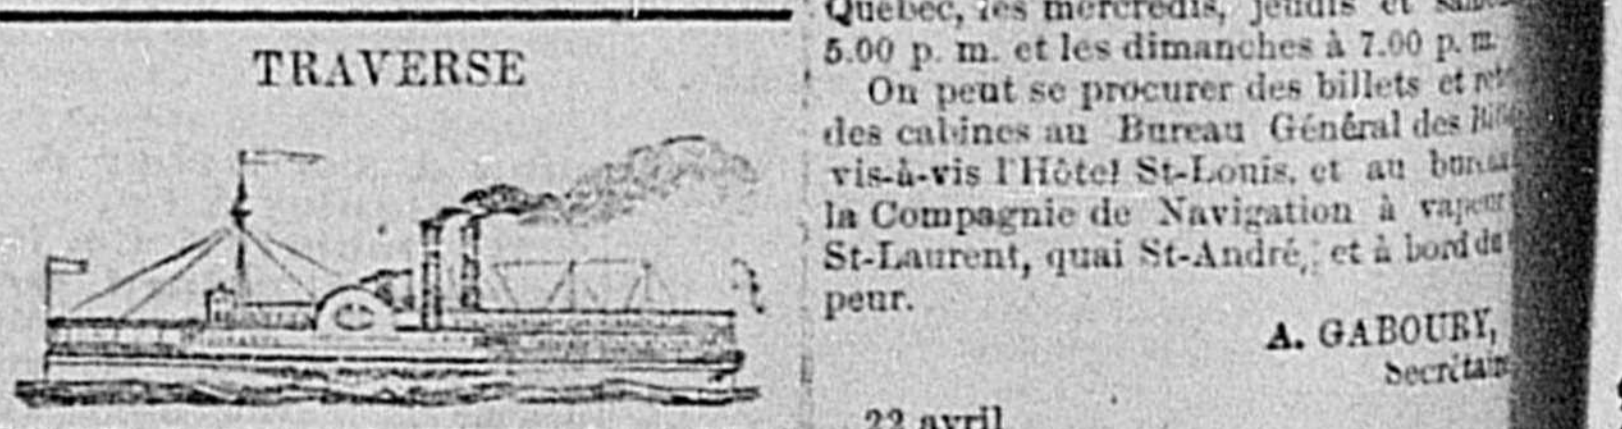 TRAVERSE
Québec, les mercredis, jeudis et
5.00 p. m. et les dimanches à 7.00 p. m.
On peut se procurer des billets et
des cabines au Bureau Général des
vis-à-vis l'Hôtel St-Louis, et au
la Compagnie de Navigation à vapeur
St-Laurent, quai St-André, et à bord du
peur.
A. GABOURY,
Secrétair
22 avril